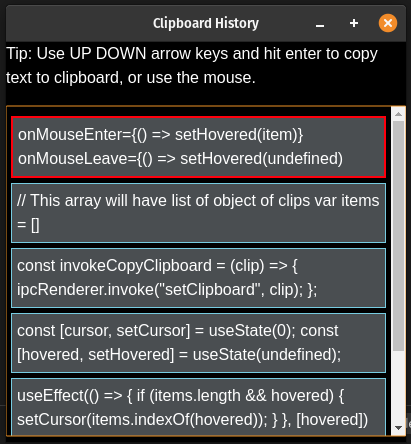 Clipboard History
Tip: Use UP DOWN arrow keys and hit enter to copy
text to clipboard, or use the mouse.
onMouseEnter={() => setHovered(item)}
onMouseLeave={() => setHovered(undefined)
// This array will have list of object of clips var items
= []
const invokeCopyClipboard = (clip) => {
ipcRenderer.invoke("setClipboard", clip); };
const [cursor, setCursor] = useState(0); const
[hovered, setHovered] = useState(undefined);
useEffect(() => { if (items.length && hovered) {
setCursor(items.indexOf(hovered)); } }, [hovered])